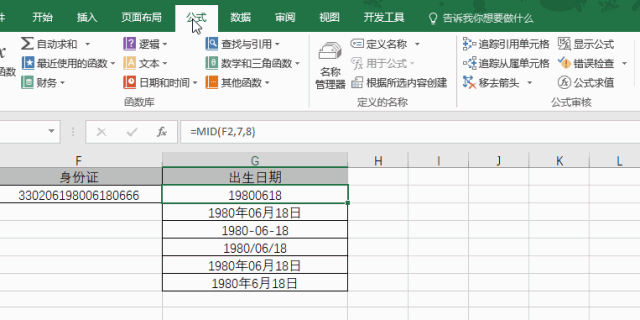 件 开始 插入 页面布局 公式 数据 审阅 视图 开发工具 告诉我你想要做什么
Σ 自动求和 逻辑 查找与引用 定义名称 追踪引用单元格 显示公式
最近使用的函数 文本 数学和三角函数 名称 用于公式 追踪从属单元格 错误检查
函数 财务 日期和时间 其他函数 管理器 根据所选内容创建 移去箭头 公式求值
函数库 定义的名称 公式审核
fx =MID(F2,7,8)
F G H I J K L
身份证 出生日期
330206198006180666 19800618
1980年06月18日
1980-06-18
1980/06/18
1980年06月18日
1980年6月18日